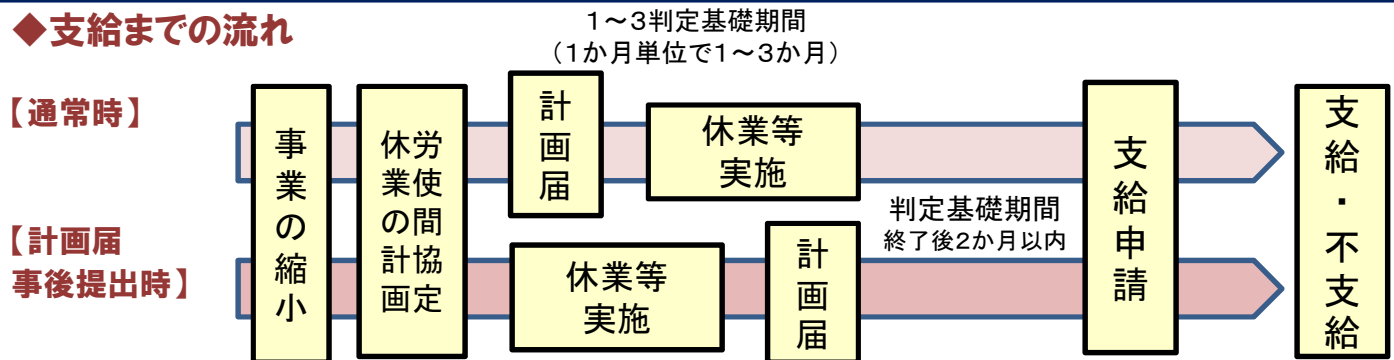 ◆支給までの流れ
1～3判定基礎期間
（1か月単位で1～3か月）
【通常時】
事業の縮小
労使間協定
休業の計画
計画届
休業等
実施
支給申請
支給・不支給
判定基礎期間
終了後2か月以内
【計画届
事後提出時】
休業等
実施
計画届